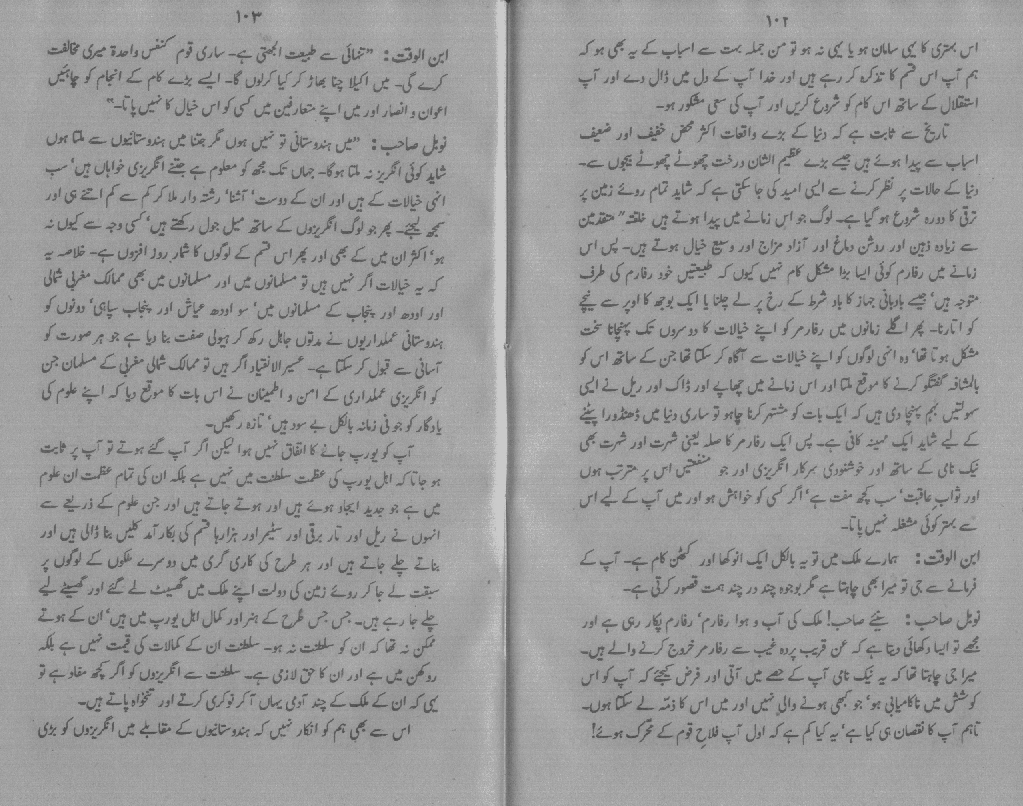 ۱۰۲
اس بہتری کا یہی سامان ہو یا یہی نہ ہو تو من جملہ بہت سے اسباب کے یہ بھی ہو کہ
ہم آپ اس قسم کا تذکرہ کر رہے ہیں اور خدا آپ کے دل میں ڈال دے اور آپ
استقلال کے ساتھ اس کام کو شروع کریں اور آپ کی سعی مشکور ہو۔
تاریخ سے ثابت ہے کہ دنیا کے بڑے واقعات اکثر محض خفیف اور ضعیف
اسباب سے پیدا ہوئے ہیں جیسے بڑے عظیم الشان درخت چھوٹے چھوٹے بیجوں سے۔
دنیا کے حالات پر نظر کرنے سے ایسی امید کی جا سکتی ہے کہ شاید تمام روئے زمین پر
ترقی کا دورہ شروع ہو گیا ہے۔ لوگ جو اس زمانے میں پیدا ہوتے ہیں خلقتہ" متقدمین
سے زیادہ ذہین اور روشن دماغ اور آزاد مزاج اور وسیع خیال ہوتے ہیں۔ پس اس
زمانے میں رفارم کوئی ایسا بڑا مشکل کام نہیں کیوں کہ طبیعتیں خود رفارم کی طرف
متوجہ ہیں، جیسے بادبانی جہاز کا باد شرط کے رخ پر لے چلنا یا ایک بوجھ کا اوپر سے نیچے
کو اتارنا۔ پھر اگلے زمانوں میں رفارمر کو اپنے خیالات کا دوسروں تک پہنچانا سخت
مشکل ہوتا تھا، وہ انہی لوگوں کو اپنے خیالات سے آگاہ کر سکتا تھا جن کے ساتھ اس کو
بالمشافہ گفتگو کرنے کا موقع ملتا اور اس زمانے میں چھاپے اور ڈاک اور ریل نے ایسی
سہولتیں بہم پہنچا دی ہیں کہ ایک بات کو مشتہر کرنا چاہو تو ساری دنیا میں ڈھنڈورا پیٹنے
کے لیے شاید ایک مہینہ کافی ہے۔ پس ایک رفارمر کا صلہ یعنی شہرت اور شہرت بھی
نیک نامی کے ساتھ اور خوشنودی سرکار انگریزی اور جو منفعتیں اس پر مترتب ہوں
اور ثوابِ عاقبت، سب کچھ مفت ہے، اگر کسی کو خواہش ہو اور میں آپ کے لیے اس
سے بہتر کوئی مشغلہ نہیں پاتا۔
ابن الوقت : ہمارے ملک میں تو یہ بالکل ایک انوکھا اور کٹھن کام ہے۔ آپ کے
فرمانے سے جی تو میرا بھی چاہتا ہے مگر بوجوہ چند در چند ہمت قصور کرتی ہے۔
نوبل صاحب : سنیے صاحب! ملک کی آب و ہوا رفارم، رفارم پکار رہی ہے اور
مجھے تو ایسا دکھائی دیتا ہے کہ عن قریب پردہ غیب سے رفارمر خروج کرنے والے ہیں۔
میرا جی چاہتا تھا کہ یہ نیک نامی آپ کے حصے میں آتی اور فرض کیجئے کہ آپ کو اس
کوشش میں ناکامیابی ہو، جو کبھی ہونے والی نہیں اور میں اس کا ذمہ لے سکتا ہوں۔
تاہم آپ کا نقصان ہی کیا ہے، یہ کیا کم ہے کہ اول آپ فلاحِ قوم کے محرک ہوئے!
۱۰۳
ابن الوقت : "تنہائی سے طبیعت الجھتی ہے۔ ساری قوم کنفس واحدۃ میری مخالفت
کرے گی۔ میں اکیلا چنا بھاڑ کر کیا کرلوں گا۔ ایسے بڑے کام کے انجام کو چاہئیں
اعوان و انصار اور میں اپنے متعارفین میں کسی کو اس خیال کا نہیں پاتا۔"
نوبل صاحب : "میں ہندوستانی تو نہیں ہوں مگر جتنا میں ہندوستانیوں سے ملتا ہوں
شاید کوئی انگریز نہ ملتا ہوگا۔ جہاں تک مجھ کو معلوم ہے جتنے انگریزی خواں ہیں، سب
انہی خیالات کے ہیں اور ان کے دوست، آشنا، رشتہ دار ملا کر کم سے کم اتنے ہی اور
سمجھ لیجئے۔ پھر جو لوگ انگریزوں کے ساتھ میل جول رکھتے ہیں، کسی وجہ سے کیوں نہ
ہو، اکثر ان میں کے بھی اور پھر اس قسم کے لوگوں کا شمار روز افزوں ہے۔ خلاصہ یہ
کہ یہ خیالات اگر نہیں ہیں تو مسلمانوں میں اور مسلمانوں میں بھی ممالک مغربی شمالی
اور اودھ اور پنجاب کے مسلمانوں میں، سو اودھ عیاش اور پنجاب سپاہی، دونوں کو
ہندوستانی عملداریوں نے مدتوں جاہل رکھ کر ہیولی صفت بنا دیا ہے جو ہر صورت کو
آسانی سے قبول کر سکتا ہے۔ عسیر الانقیاد اگر ہیں تو ممالک شمالی مغربی کے مسلمان جن
کو انگریزی عملداری کے امن و اطمینان نے اس بات کا موقع دیا کہ اپنے علوم کی
یادگار کو جو فی زمانہ بالکل بے سود ہیں، تازہ رکھیں۔
آپ کو یورپ جانے کا اتفاق نہیں ہوا لیکن اگر آپ گئے ہوتے تو آپ پر ثابت
ہو جاتا کہ اہل یورپ کی عظمت سلطنت میں نہیں ہے بلکہ ان کی تمام عظمت ان علوم
میں ہے جو جدید ایجاد ہوئے ہیں اور ہوتے جاتے ہیں اور جن علوم کے ذریعے سے
انہوں نے ریل اور تار برقی اور سٹیمر اور ہزارہا قسم کی بکار آمد کلیں بنا ڈالی ہیں اور
بناتے چلے جاتے ہیں اور ہر طرح کی کاری گری میں دوسرے ملکوں کے لوگوں پر
سبقت لے جا کر روئے زمین کی دولت اپنے ملک میں گھسیٹ لے گئے اور گھسیٹے لیے
چلے جا رہے ہیں۔ جس جس طرح کے ہنر اور کمال اہل یورپ میں ہیں، ان کے ہوتے
ممکن نہ تھا کہ ان کو سلطنت نہ ہو۔ سلطنت ان کے کمالات کی قیمت نہیں ہے بلکہ
روکھن میں ہے اور ان کا حق لازمی ہے۔ سلطنت سے انگریزوں کو اگر کچھ مفاد ہے تو
یہی کہ ان کے ملک کے چند آدمی یہاں آکر نوکری کرتے اور تنخواہ پاتے ہیں۔
اس سے بھی ہم کو انکار نہیں کہ ہندوستانیوں کے مقابلے میں انگریزوں کو بڑی